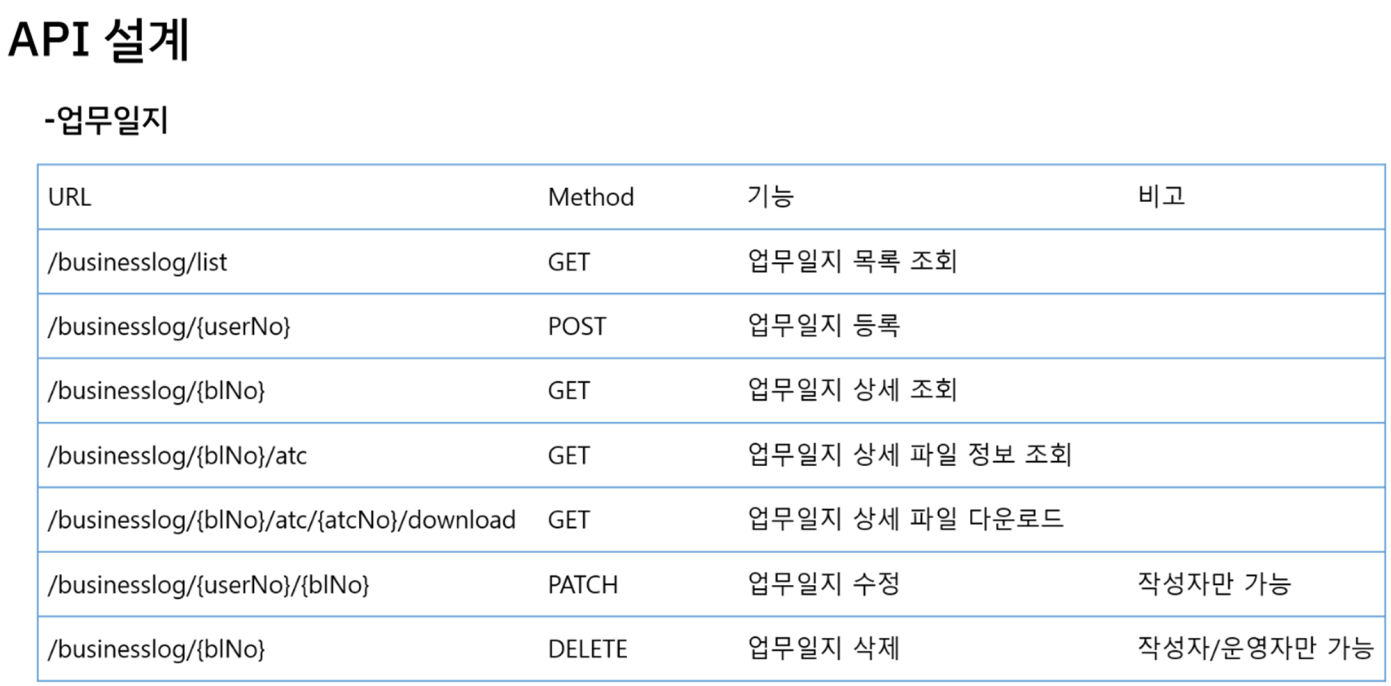 API 설계
-업무일지
URL Method 기능 비고
/businesslog/list GET 업무일지 목록 조회
/businesslog/{userNo} POST 업무일지 등록
/businesslog/{blNo} GET 업무일지 상세 조회
/businesslog/{blNo}/atc GET 업무일지 상세 파일 정보 조회
/businesslog/{blNo}/atc/{atcNo}/download GET 업무일지 상세 파일 다운로드
/businesslog/{userNo}/{blNo} PATCH 업무일지 수정 작성자만 가능
/businesslog/{blNo} DELETE 업무일지 삭제 작성자/운영자만 가능